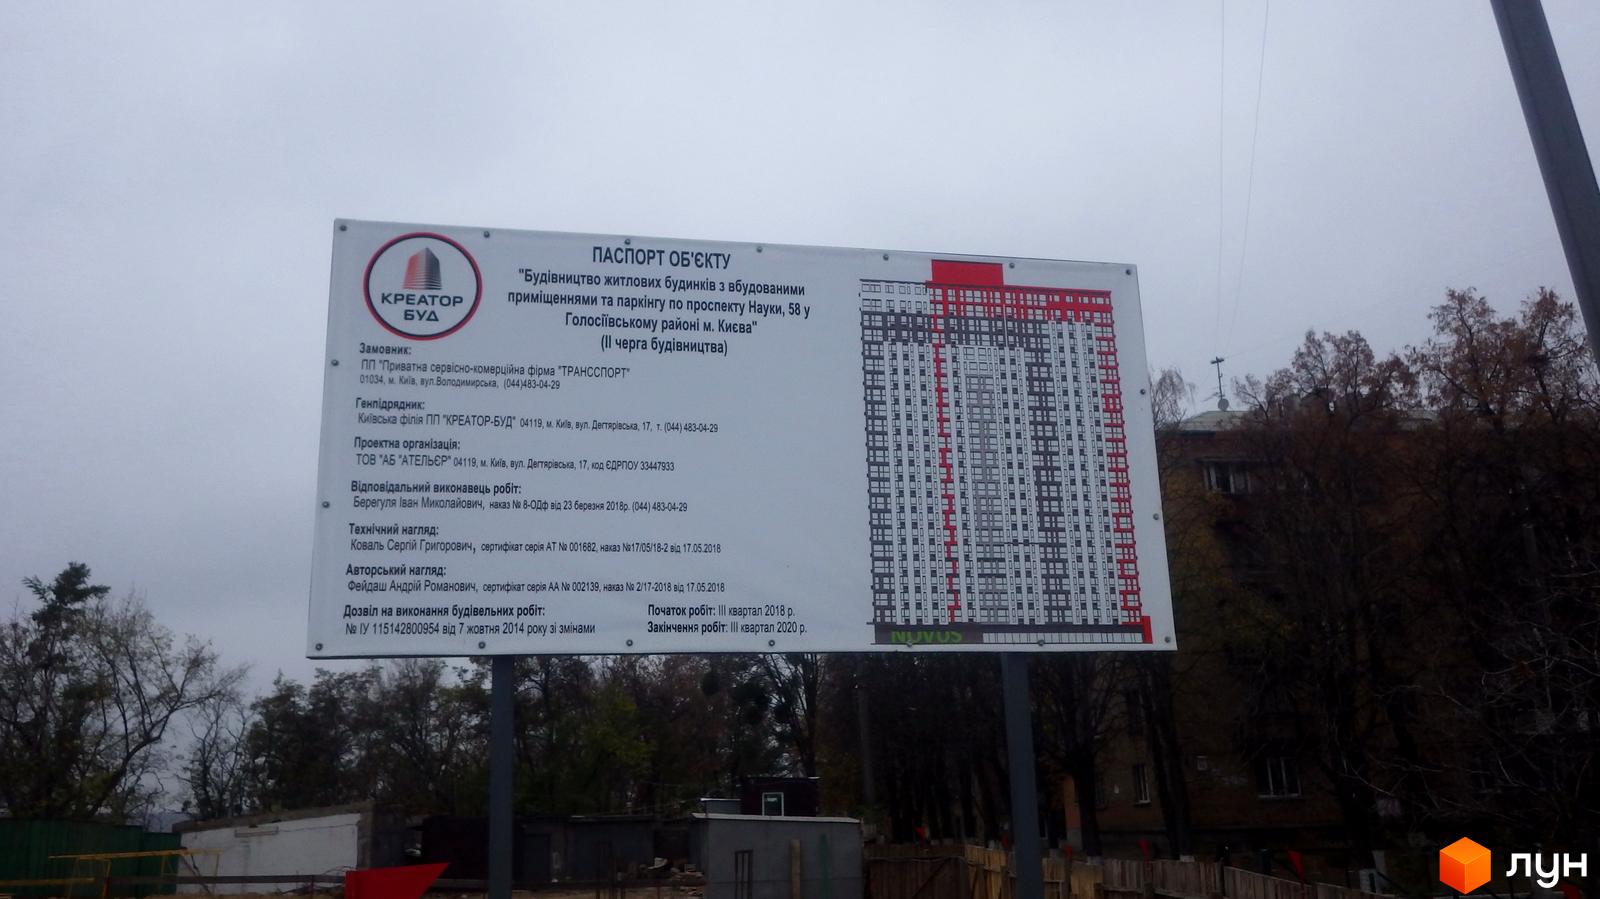 КРЕАТОР
БУД
ПАСПОРТ ОБ'ЄКТУ
"Будівництво житлових будинків з вбудованими
приміщеннями та паркінгу по проспекту Науки, 58 у
Голосіївському районі м. Києва"
(ІІ черга будівництва)
Замовник:
ПП "Приватна сервісно-комерційна фірма "ТРАНССПОРТ"
01034, м. Київ, вул.Володимирська, (044)483-04-29
Генпідрядник:
Київська філія ПП "КРЕАТОР-БУД" 04119, м. Київ, вул. Дегтярівська, 17, т. (044) 483-04-29
Проектна організація:
ТОВ "АБ "АТЕЛЬЄР" 04119, м. Київ, вул. Дегтярівська, 17, код ЄДРПОУ 33447933
Відповідальний виконавець робіт:
Берегуля Іван Миколайович, наказ № 8-ОДф від 23 березня 2018р. (044) 483-04-29
Технічний нагляд:
Коваль Сергій Григорович, сертифікат серія АТ № 001682, наказ №17/05/18-2 від 17.05.2018
Авторський нагляд:
Фейдаш Андрій Романович, сертифікат серія АА № 002139, наказ № 2/17-2018 від 17.05.2018
Дозвіл на виконання будівельних робіт:
№ ІУ 115142800954 від 7 жовтня 2014 року зі змінами
Початок робіт: ІІІ квартал 2018 р.
Закінчення робіт: ІІІ квартал 2020 р.
NOVUS
лун